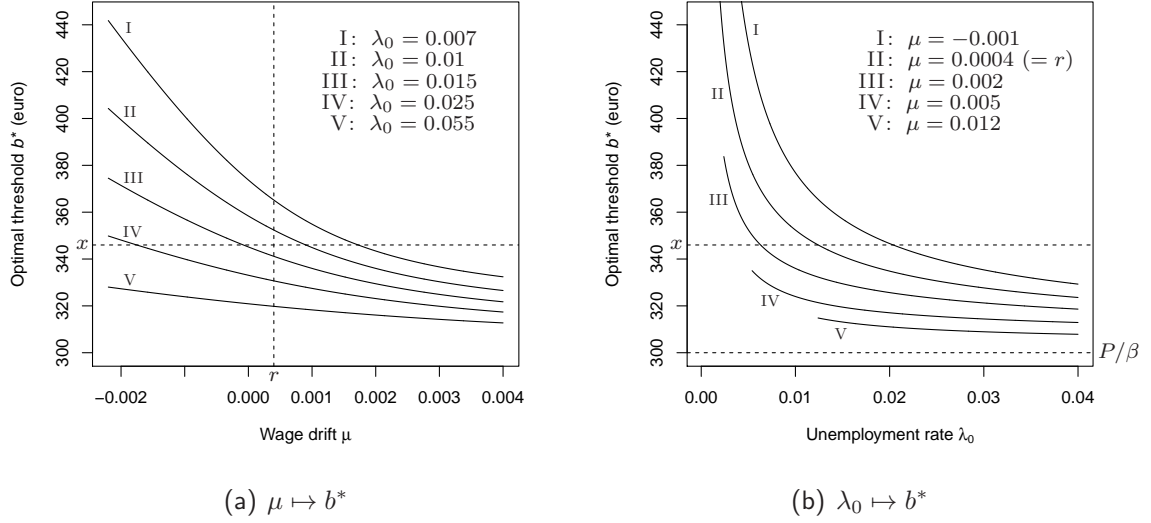 Optimal threshold b* (euro)
440
420
400
380
360
340
320
300
x
I
II
III
IV
V
I: λ₀ = 0.007
II: λ₀ = 0.01
III: λ₀ = 0.015
IV: λ₀ = 0.025
V: λ₀ = 0.055
r
−0.002 0.000 0.001 0.002 0.003 0.004
Wage drift μ
(a) μ ↦ b*
Optimal threshold b* (euro)
440
420
400
380
360
340
320
300
x
I
II
III
IV
V
I: μ = −0.001
II: μ = 0.0004 (= r)
III: μ = 0.002
IV: μ = 0.005
V: μ = 0.012
P/β
0.00 0.01 0.02 0.03 0.04
Unemployment rate λ₀
(b) λ₀ ↦ b*